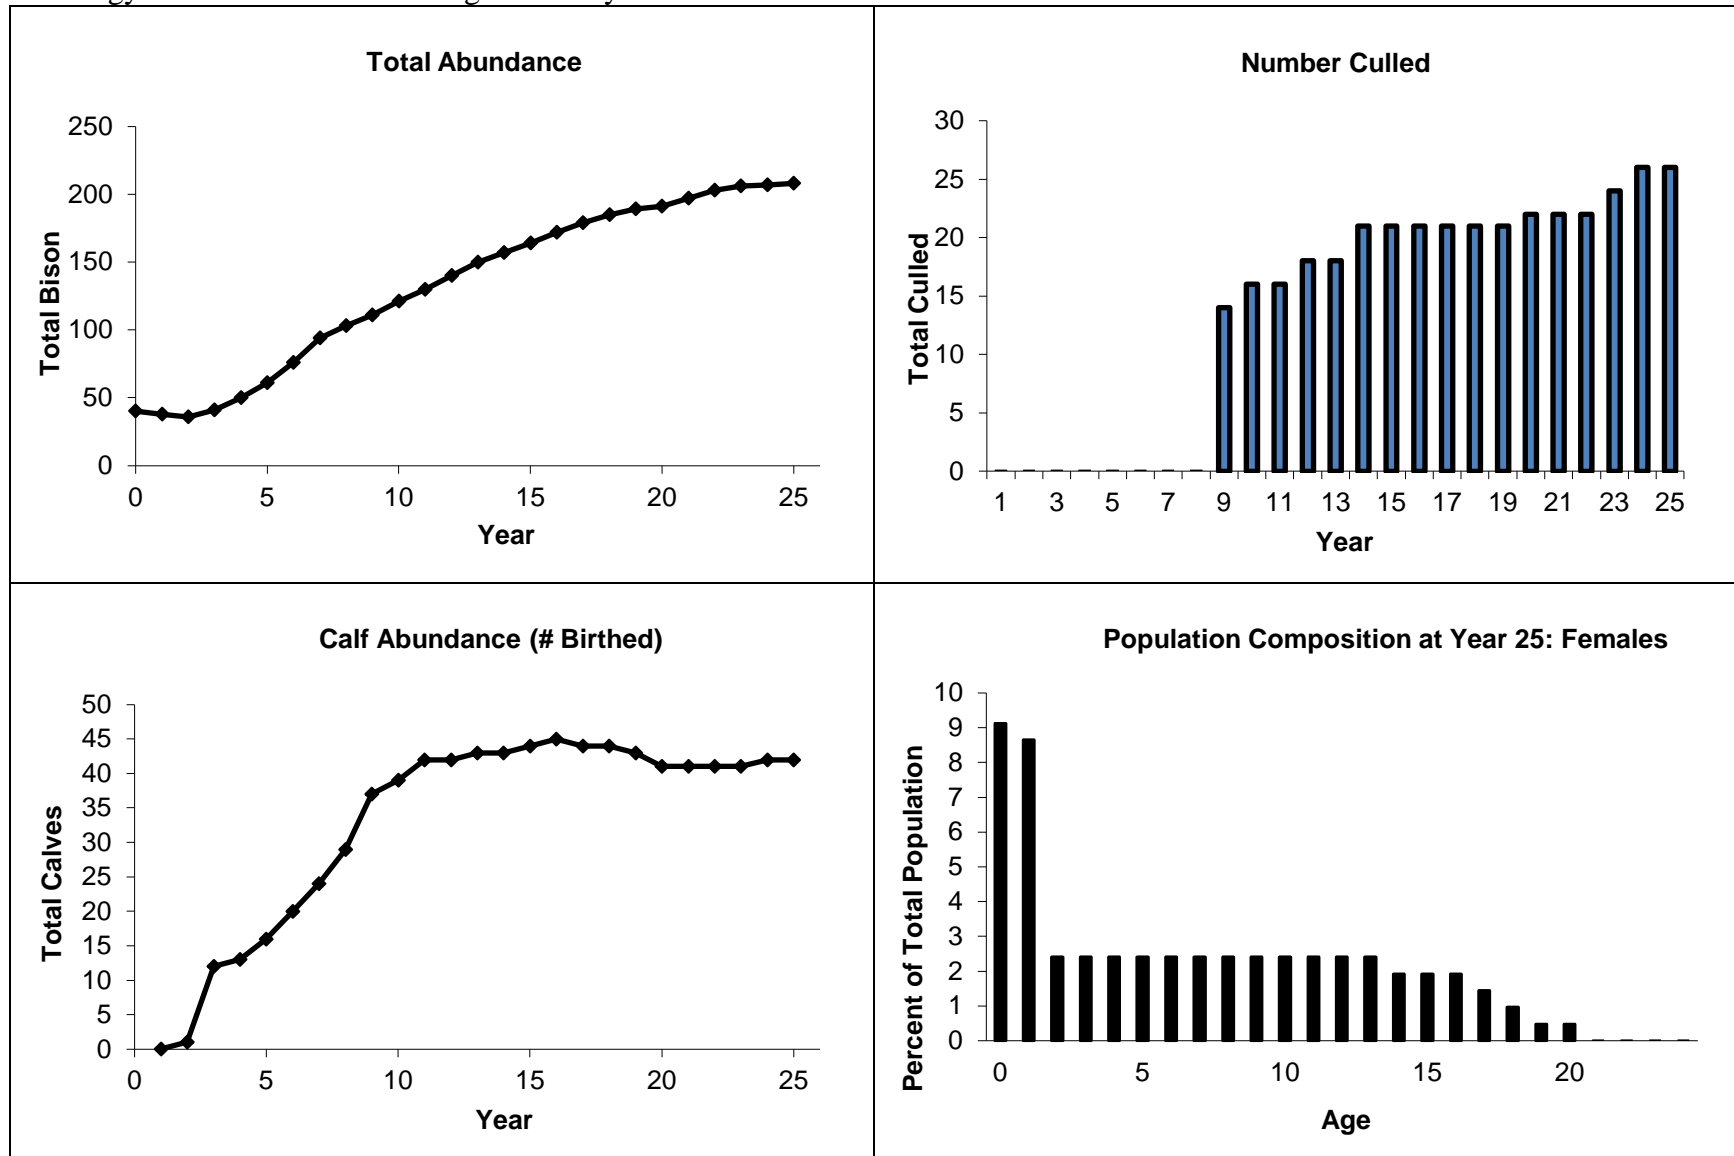 Total Abundance
250
200
150
100
50
0
Total Bison
0 5 10 15 20 25
Year
Number Culled
30
25
20
15
10
5
0
Total Culled
1 3 5 7 9 11 13 15 17 19 21 23 25
Year
Calf Abundance (# Birthed)
50
45
40
35
30
25
20
15
10
5
0
Total Calves
0 5 10 15 20 25
Year
Population Composition at Year 25: Females
10
9
8
7
6
5
4
3
2
1
0
Percent of Total Population
0 5 10 15 20
Age